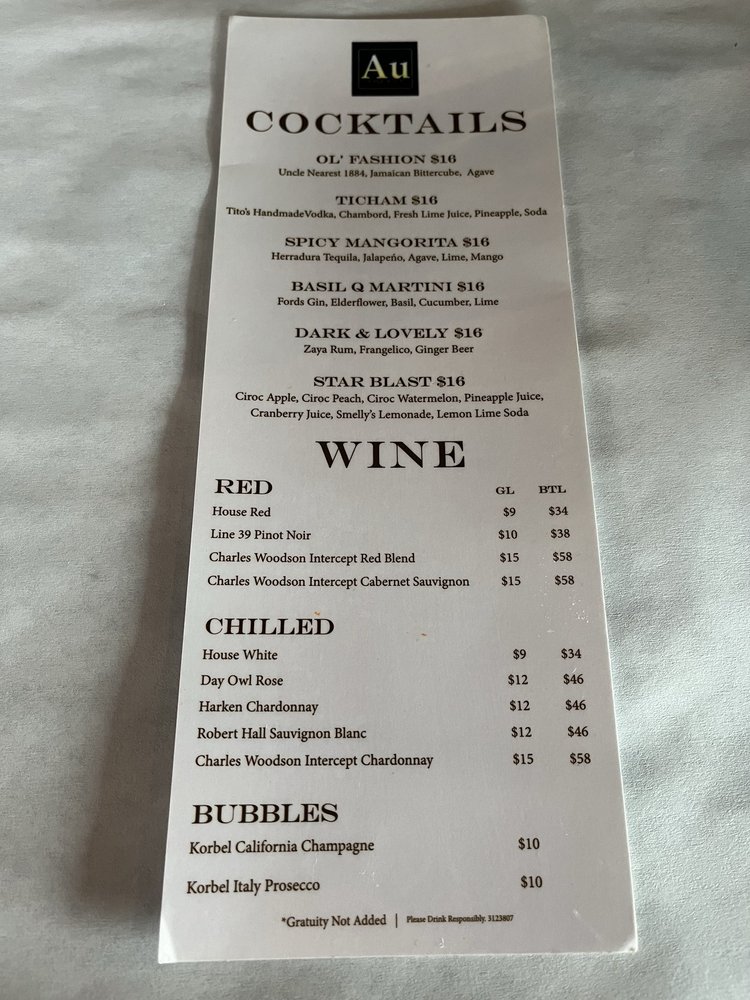 Au
COCKTAILS
OL' FASHION $16
Uncle Nearest 1884, Jamaican Bittercube, Agave
TICHAM $16
Tito's HandmadeVodka, Chambord, Fresh Lime Juice, Pineapple, Soda
SPICY MANGORITA $16
Herradura Tequila, Jalapeño, Agave, Lime, Mango
BASIL Q MARTINI $16
Fords Gin, Elderflower, Basil, Cucumber, Lime
DARK & LOVELY $16
Zaya Rum, Frangelico, Ginger Beer
STAR BLAST $16
Ciroc Apple, Ciroc Peach, Ciroc Watermelon, Pineapple Juice,
Cranberry Juice, Smelly's Lemonade, Lemon Lime Soda
WINE
RED GL BTL
House Red $9 $34
Line 39 Pinot Noir $10 $38
Charles Woodson Intercept Red Blend $15 $58
Charles Woodson Intercept Cabernet Sauvignon $15 $58
CHILLED
House White $9 $34
Day Owl Rose $12 $46
Harken Chardonnay $12 $46
Robert Hall Sauvignon Blanc $12 $46
Charles Woodson Intercept Chardonnay $15 $58
BUBBLES
Korbel California Champagne $10
Korbel Italy Prosecco $10
*Gratuity Not Added | Please Drink Responsibly. 3123807